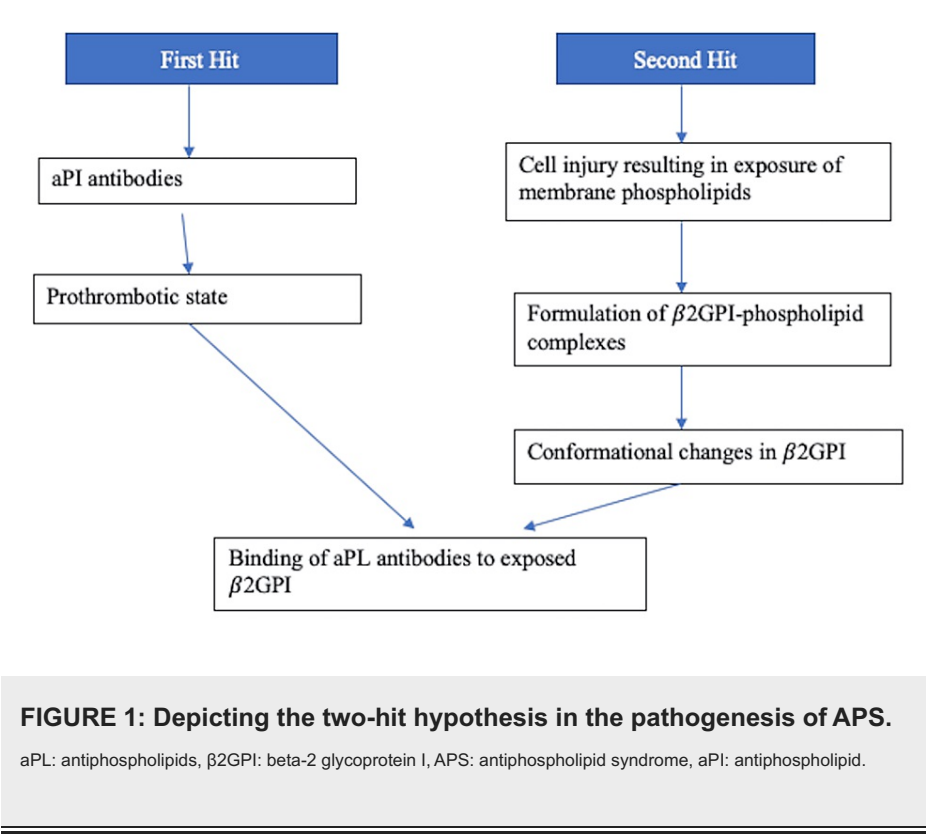 First Hit
aPI antibodies
Prothrombotic state
Second Hit
Cell injury resulting in exposure of
membrane phospholipids
Formulation of β2GPI-phospholipid
complexes
Conformational changes in β2GPI
Binding of aPL antibodies to exposed
β2GPI
FIGURE 1: Depicting the two-hit hypothesis in the pathogenesis of APS.
aPL: antiphospholipids, β2GPI: beta-2 glycoprotein I, APS: antiphospholipid syndrome, aPI: antiphospholipid.